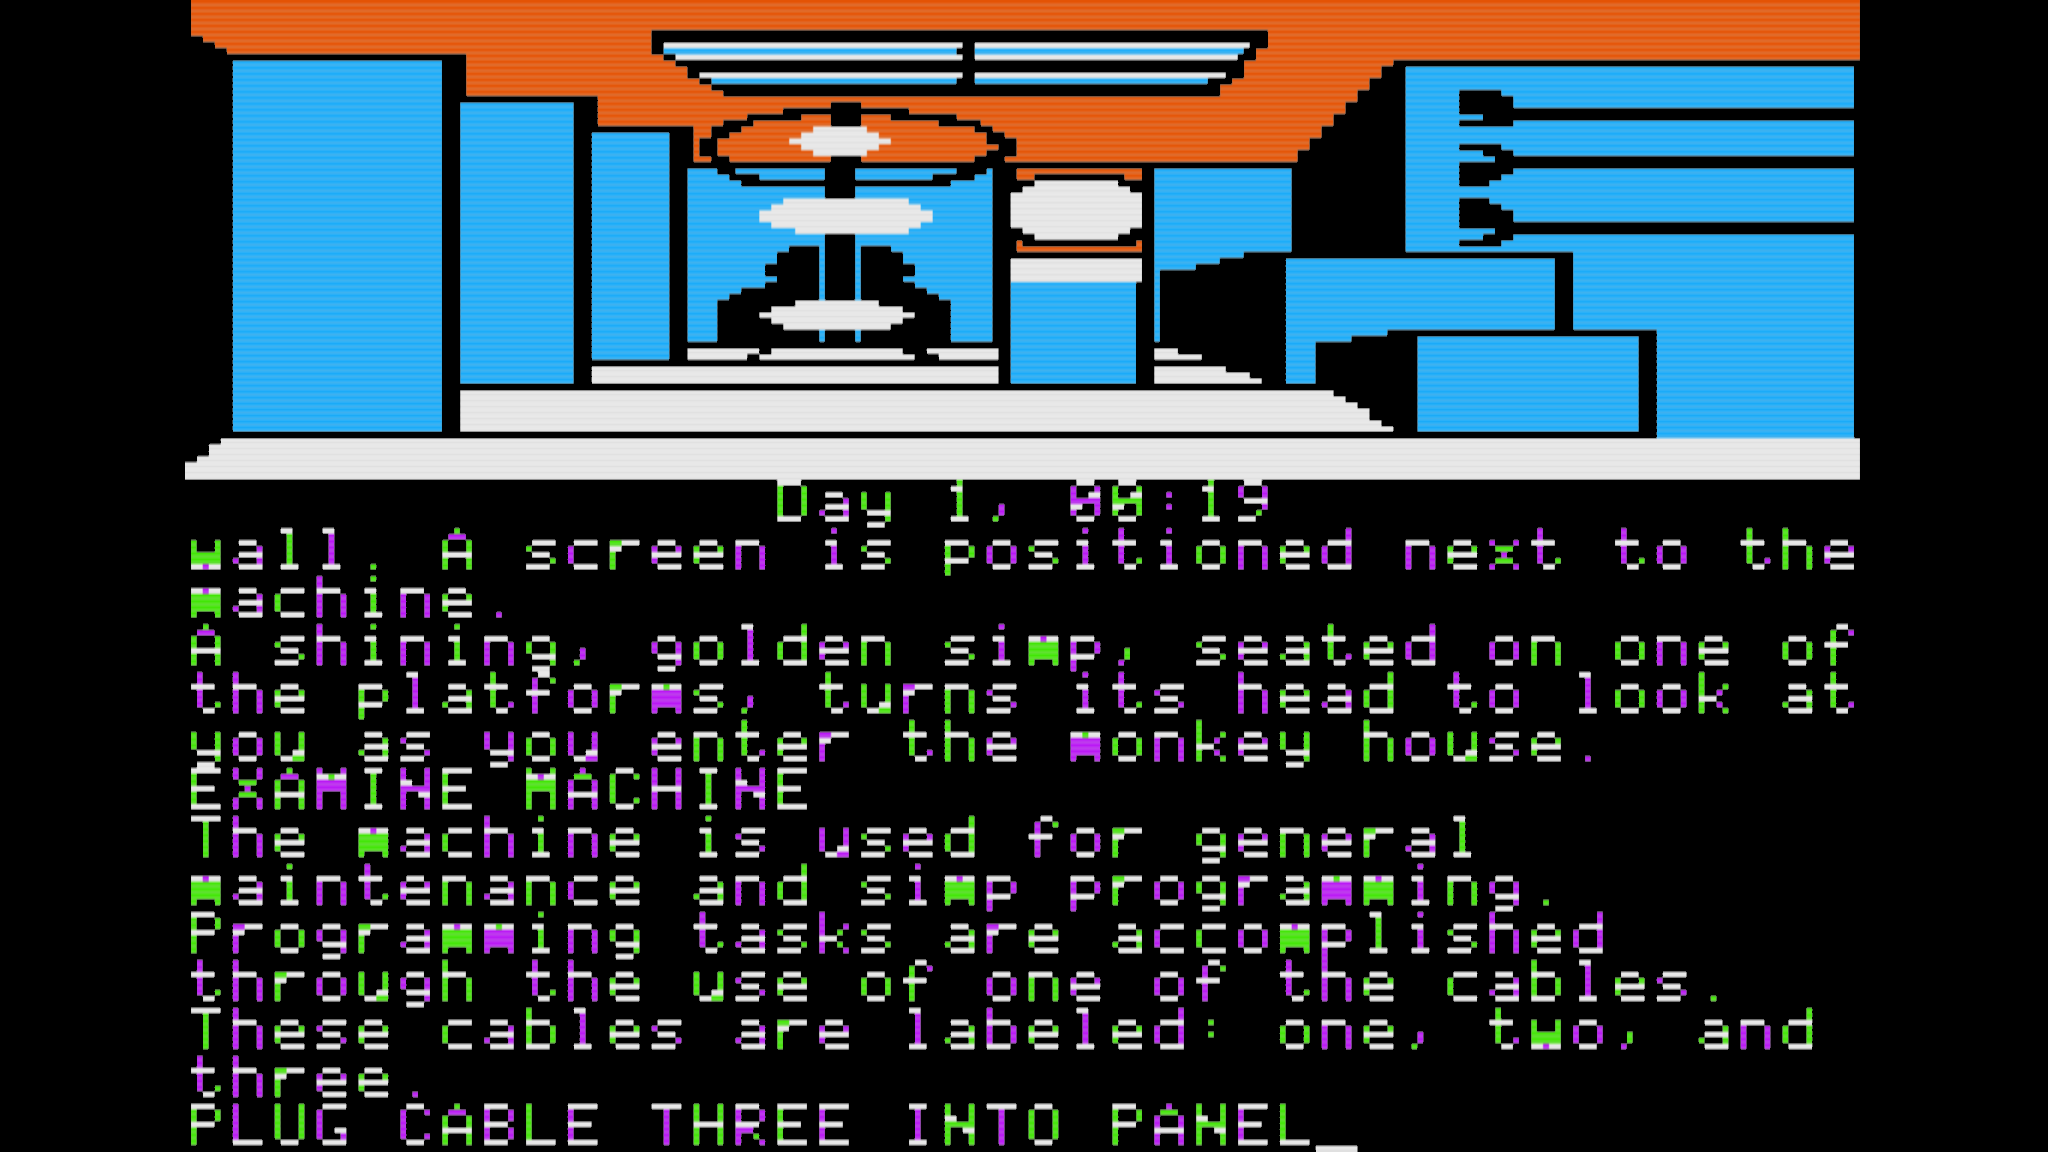 Day 1, 00:19
wall. A screen is positioned next to the
machine.
A shining, golden simp, seated on one of
the platforms, turns its head to look at
you as you enter the monkey house.
EXAMINE MACHINE
The machine is used for general
maintenance and simp programming.
Programming tasks are accomplished
through the use of one of the cables.
These cables are labeled: one, two, and
three.
PLUG CABLE THREE INTO PANEL_